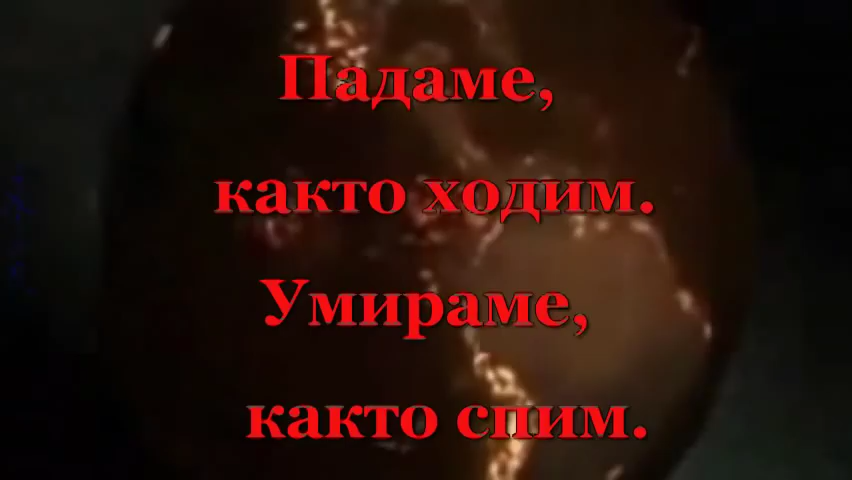 Падаме,
както ходим.
Умираме,
както спим.